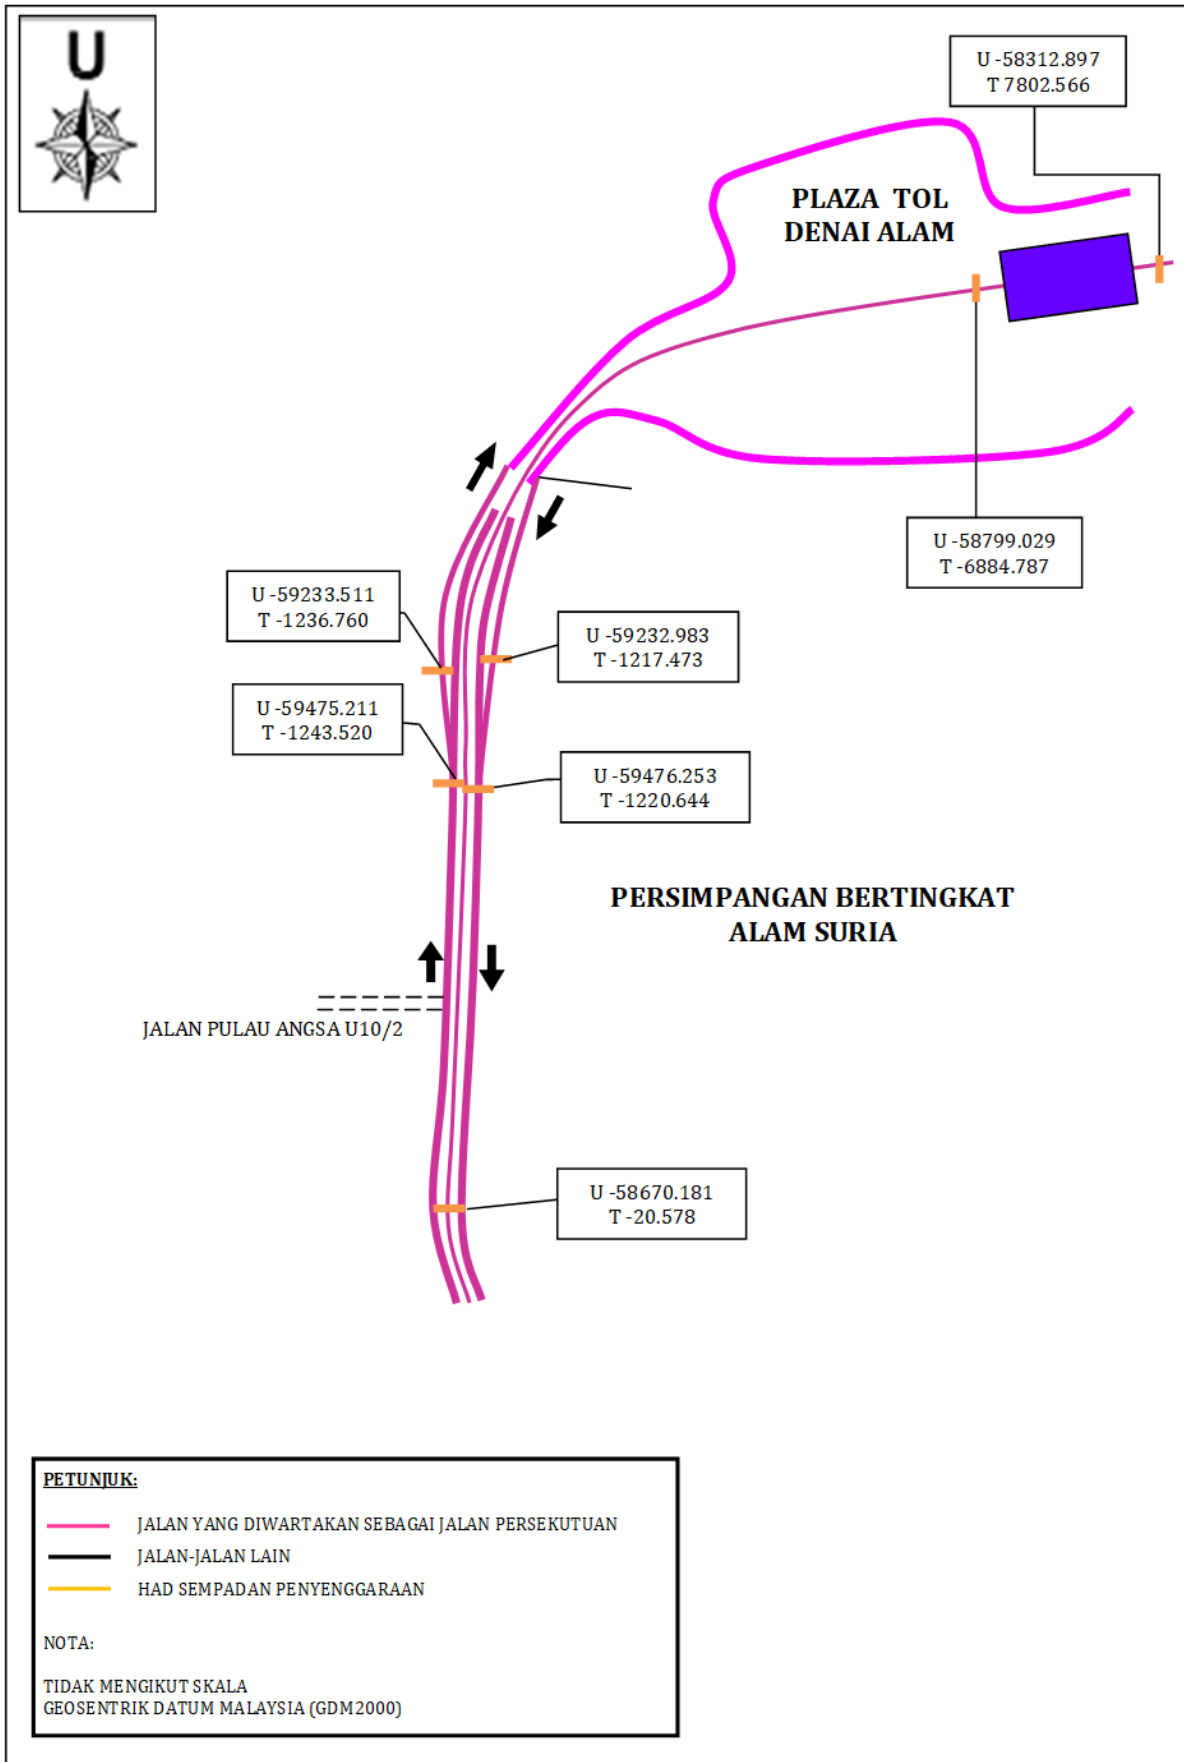 U
U -58312.897
T 7802.566
PLAZA TOL
DENAI ALAM
U -58799.029
T -6884.787
U -59233.511
T -1236.760
U -59232.983
T -1217.473
U -59475.211
T -1243.520
U -59476.253
T -1220.644
PERSIMPANGAN BERTINGKAT
ALAM SURIA
JALAN PULAU ANGSA U10/2
U -58670.181
T -20.578
PETUNJUK:
JALAN YANG DIWARTAKAN SEBAGAI JALAN PERSEKUTUAN
JALAN-JALAN LAIN
HAD SEMPADAN PENYENGGARAAN
NOTA:
TIDAK MENGIKUT SKALA
GEOSENTRIK DATUM MALAYSIA (GDM2000)